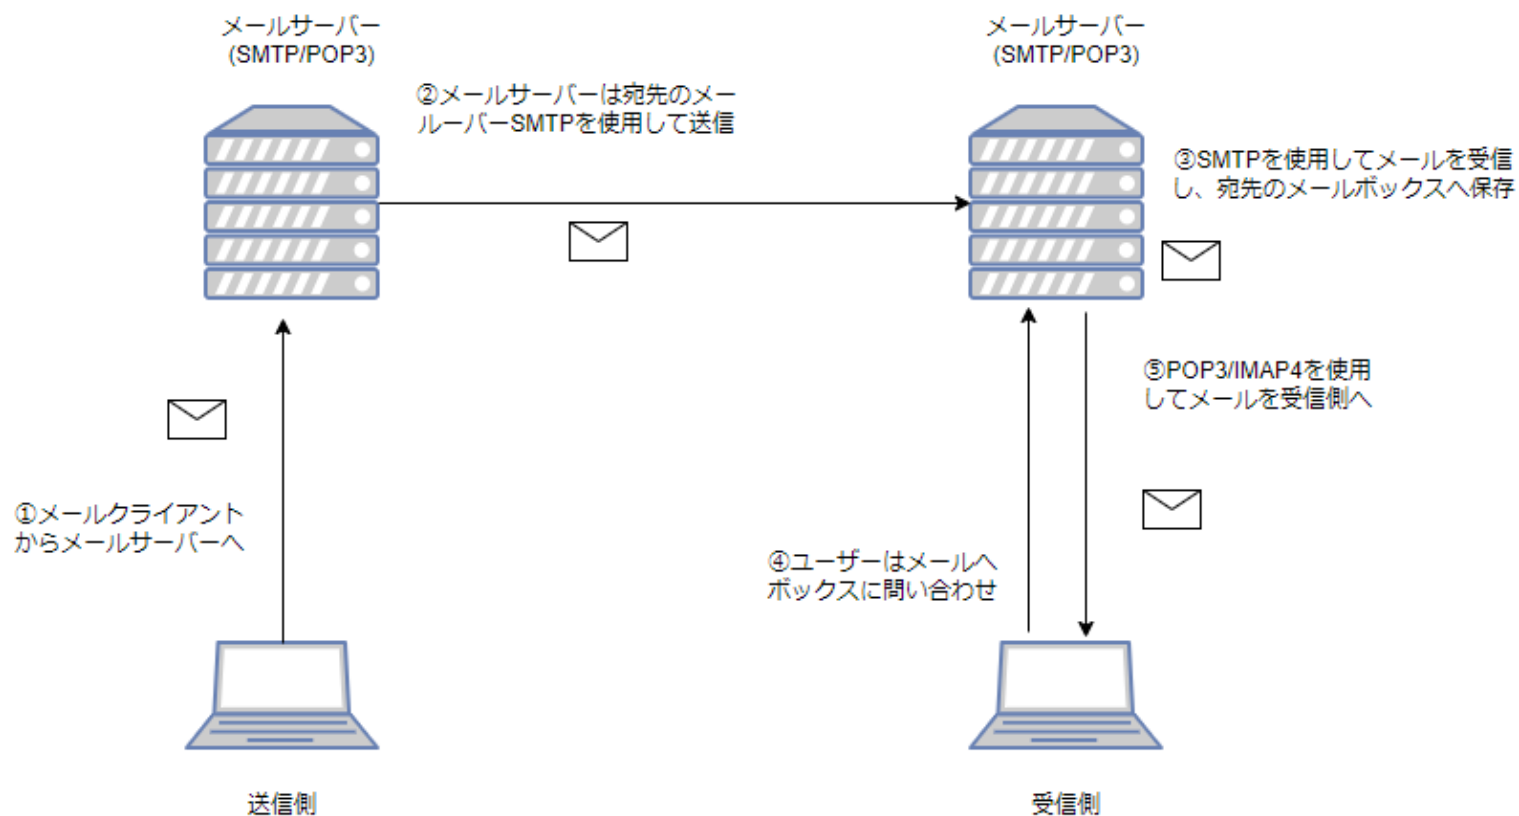 メールサーバー
(SMTP/POP3)
メールサーバー
(SMTP/POP3)
②メールサーバーは宛先のメー
ルーバーSMTPを使用して送信
③SMTPを使用してメールを受信
し、宛先のメールボックスへ保存
⑤POP3/IMAP4を使用
してメールを受信側へ
①メールクライアント
からメールサーバーへ
④ユーザーはメールへ
ボックスに問い合わせ
送信側
受信側